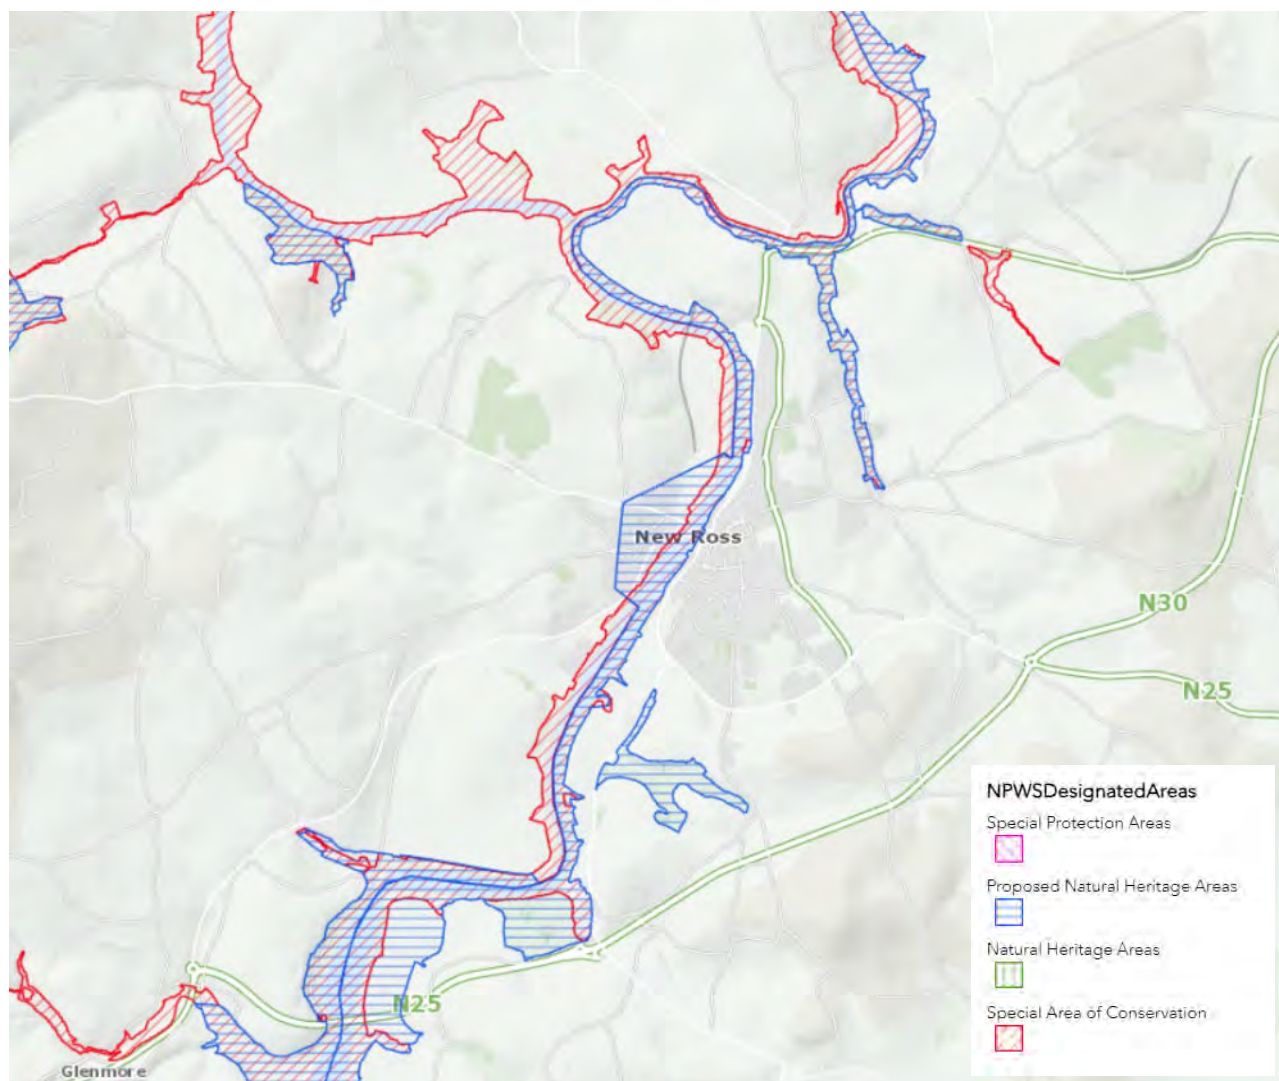 New Ross
N30
N25
NPWSDesignatedAreas
Special Protection Areas
Proposed Natural Heritage Areas
Natural Heritage Areas
Special Area of Conservation
N25
Glenmore